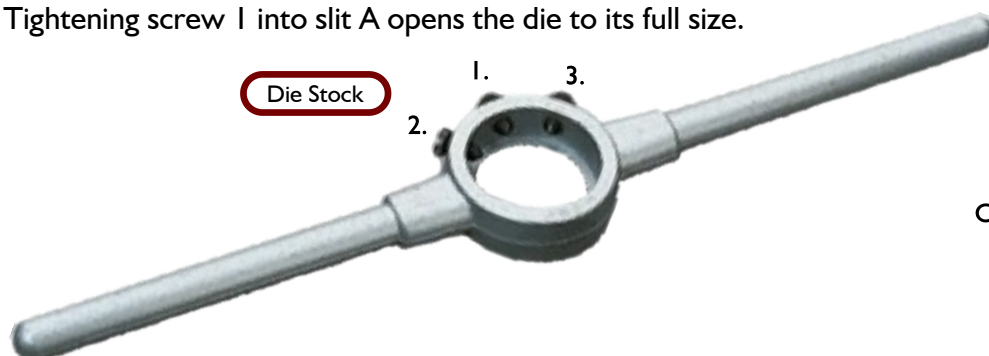 Tightening screw 1 into slit A opens the die to its full size.
1.
3.
Die Stock
2.